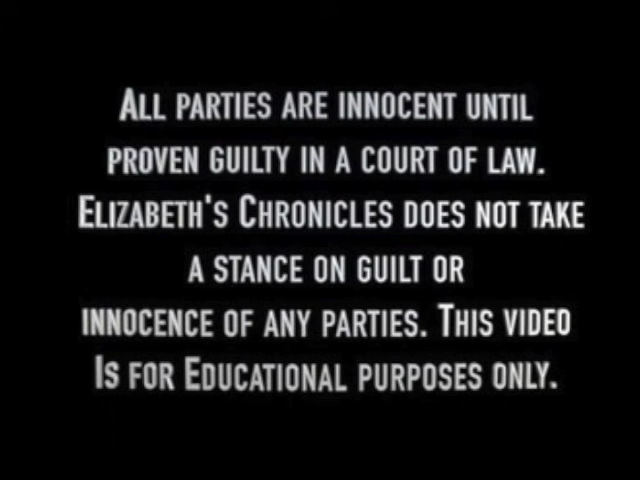 ALL PARTIES ARE INNOCENT UNTIL
PROVEN GUILTY IN A COURT OF LAW.
ELIZABETH'S CHRONICLES DOES NOT TAKE
A STANCE ON GUILT OR
INNOCENCE OF ANY PARTIES. THIS VIDEO
IS FOR EDUCATIONAL PURPOSES ONLY.